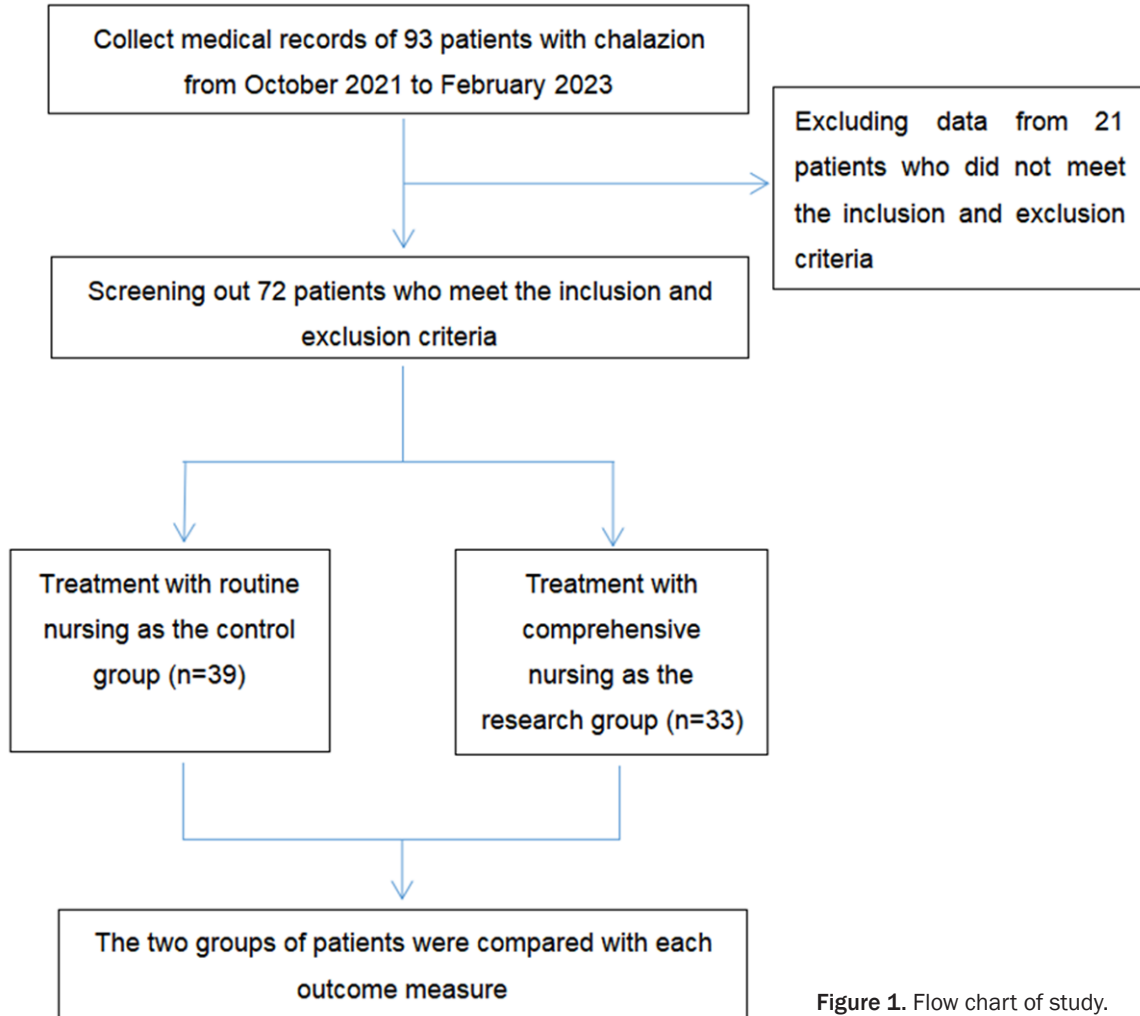 Collect medical records of 93 patients with chalazion
from October 2021 to February 2023
Excluding data from 21
patients who did not meet
the inclusion and exclusion
criteria
Screening out 72 patients who meet the inclusion and
exclusion criteria
Treatment with routine
nursing as the control
group (n=39)
Treatment with
comprehensive
nursing as the
research group (n=33)
The two groups of patients were compared with each
outcome measure
Figure 1. Flow chart of study.